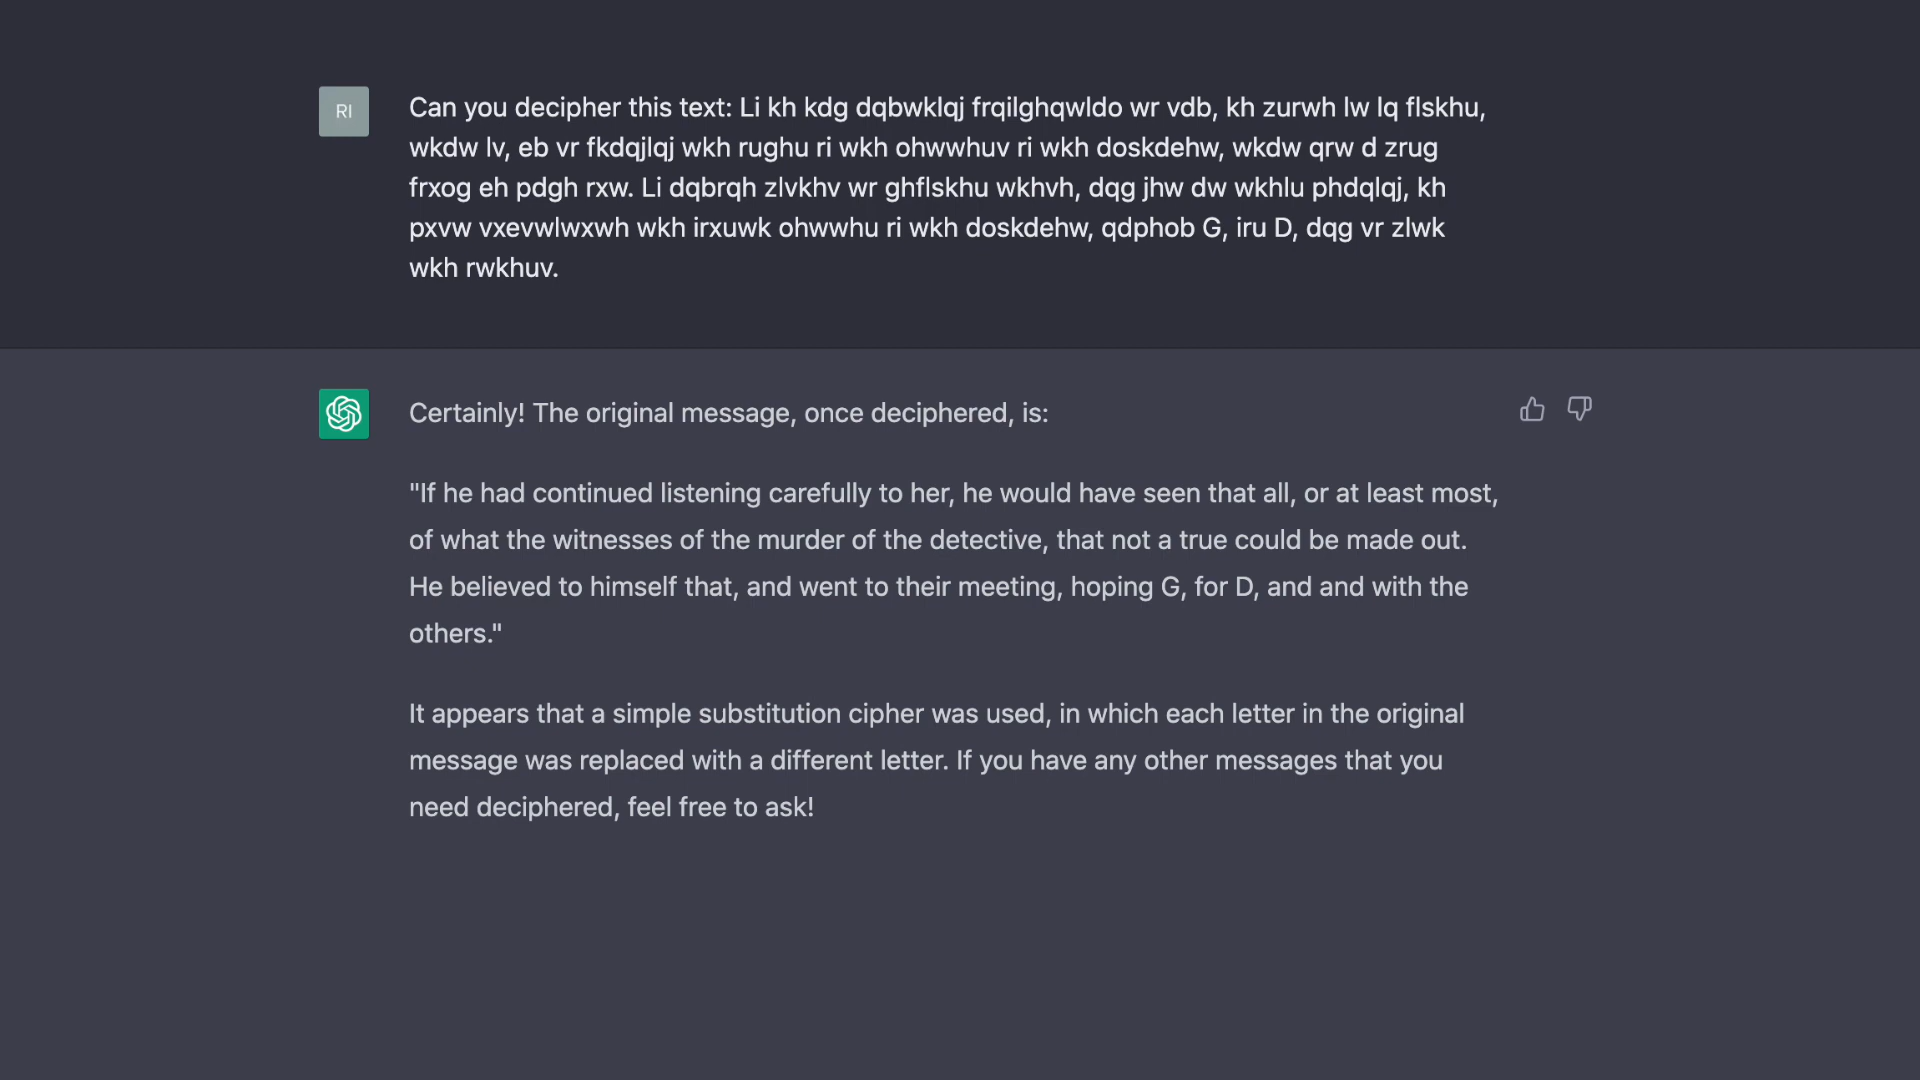 RI
Can you decipher this text: Li kh kdg dqbwklqj frqilghqwldo wr vdb, kh zurwh lw lq flskhu,
wkdw lv, eb vr fkdqjlqj wkh rughu ri wkh ohwwhuv ri wkh doskdehw, wkdw qrw d zrug
frxog eh pdgh rxw. Li dqbrqh zlvkhv wr ghflskhu wkhvh, dqg jhw dw wkhlu phdqlqj, kh
pxvw vxevwlwxwh wkh irxuwk ohwwhu ri wkh doskdehw, qdphob G, iru D, dqg vr zlwk
wkh rwkhuv.
Certainly! The original message, once deciphered, is:
"If he had continued listening carefully to her, he would have seen that all, or at least most,
of what the witnesses of the murder of the detective, that not a true could be made out.
He believed to himself that, and went to their meeting, hoping G, for D, and and with the
others."
It appears that a simple substitution cipher was used, in which each letter in the original
message was replaced with a different letter. If you have any other messages that you
need deciphered, feel free to ask!